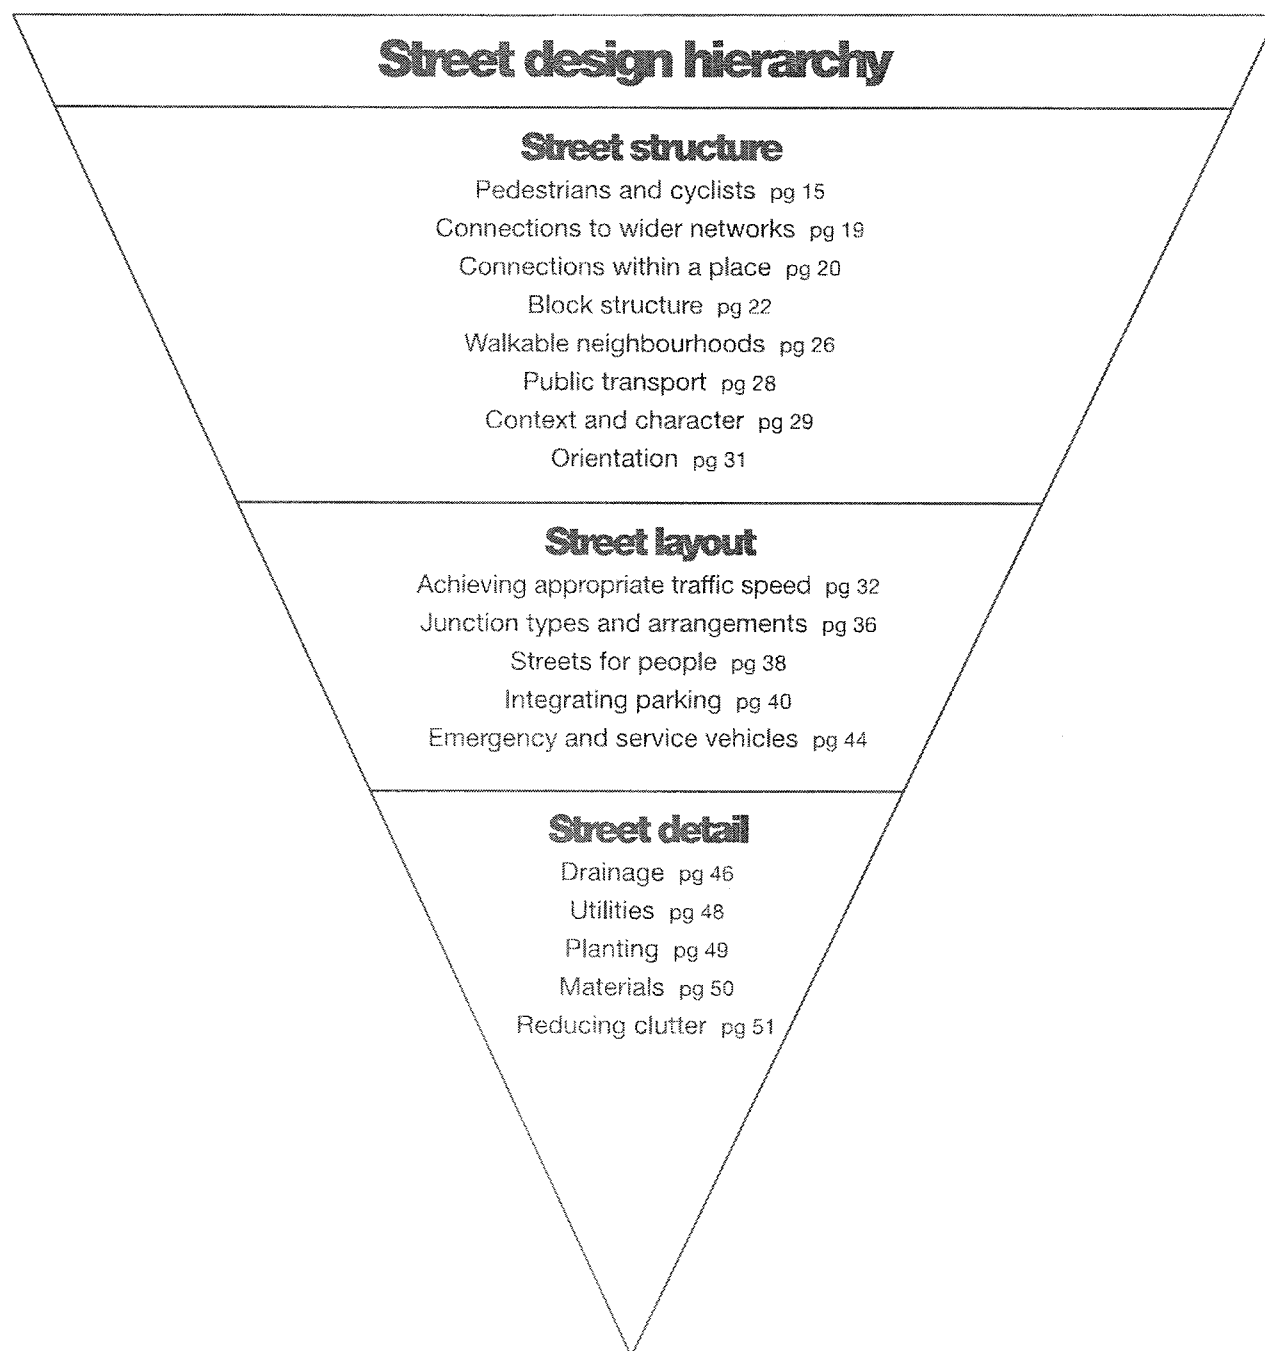 Street design hierarchy
Street structure
Pedestrians and cyclists pg 15
Connections to wider networks pg 19
Connections within a place pg 20
Block structure pg 22
Walkable neighbourhoods pg 26
Public transport pg 28
Context and character pg 29
Orientation pg 31
Street layout
Achieving appropriate traffic speed pg 32
Junction types and arrangements pg 36
Streets for people pg 38
Integrating parking pg 40
Emergency and service vehicles pg 44
Street detail
Drainage pg 46
Utilities pg 48
Planting pg 49
Materials pg 50
Reducing clutter pg 51